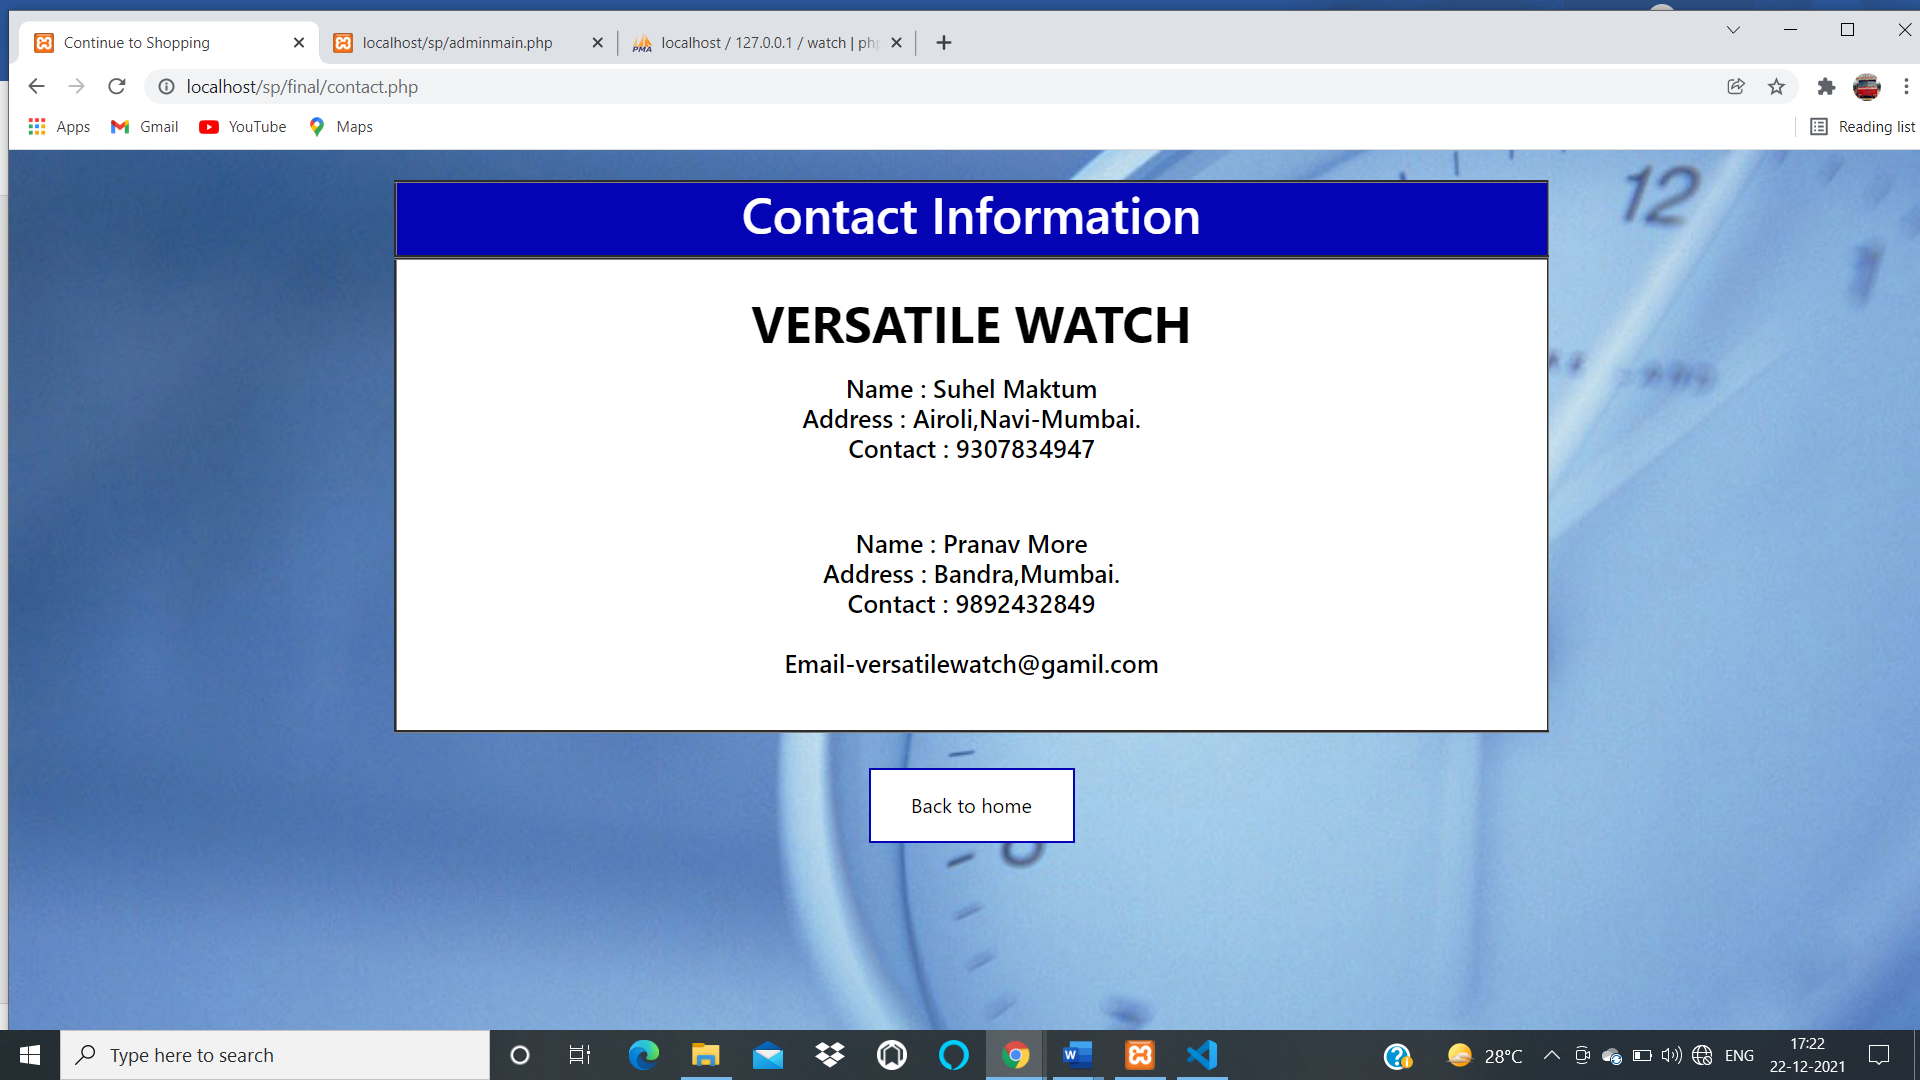 Continue to Shopping
localhost/sp/adminmain.php
localhost / 127.0.0.1 / watch | php
localhost/sp/final/contact.php
Apps
Gmail
YouTube
Maps
Reading list
12
Contact Information
VERSATILE WATCH
Name : Suhel Maktum
Address : Airoli,Navi-Mumbai.
Contact : 9307834947
Name : Pranav More
Address : Bandra,Mumbai.
Contact : 9892432849
Email-versatilewatch@gamil.com
Back to home
Type here to search
28°C
ENG
17:22
22-12-2021